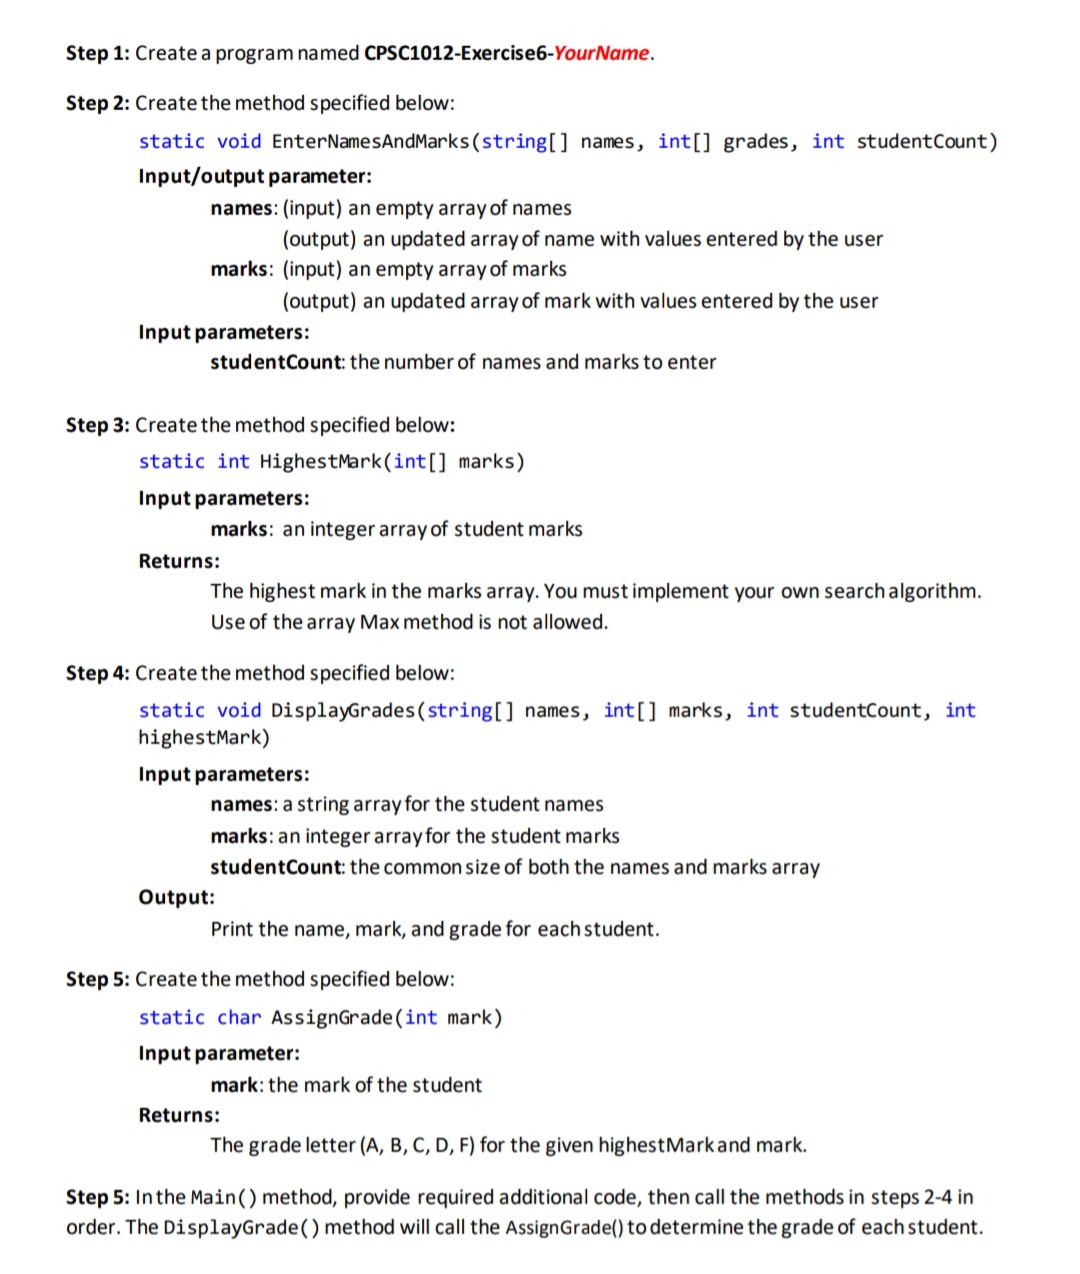 Step 1: Create a program named CPSC1012-Exercise6-YourName.
Step 2: Create the method specified below:
static void EnterNamesAndMarks(string[] names, int[] grades, int studentCount)
Input/output parameter:
names: (input) an empty array of names
(output) an updated array of name with values entered by the user
marks: (input) an empty array of marks
(output) an updated array of mark with values entered by the user
Input parameters:
studentCount: the number of names and marks to enter
Step 3: Create the method specified below:
static int HighestMark(int[] marks)
Input parameters:
marks: an integer array of student marks
Returns:
The highest mark in the marks array. You must implement your own search algorithm.
Use of the array Max method is not allowed.
Step 4: Create the method specified below:
static void DisplayGrades(string[] names, int[] marks, int studentCount, int
highestMark)
Input parameters:
names: a string array for the student names
marks: an integer array for the student marks
studentCount: the common size of both the names and marks array
Output:
Print the name, mark, and grade for each student.
Step 5: Create the method specified below:
static char AssignGrade(int mark)
Input parameter:
mark: the mark of the student
Returns:
The grade letter (A, B, C, D, F) for the given highestMark and mark.
Step 5: In the Main() method, provide required additional code, then call the methods in steps 2-4 in
order. The DisplayGrade() method will call the AssignGrade() to determine the grade of each student.